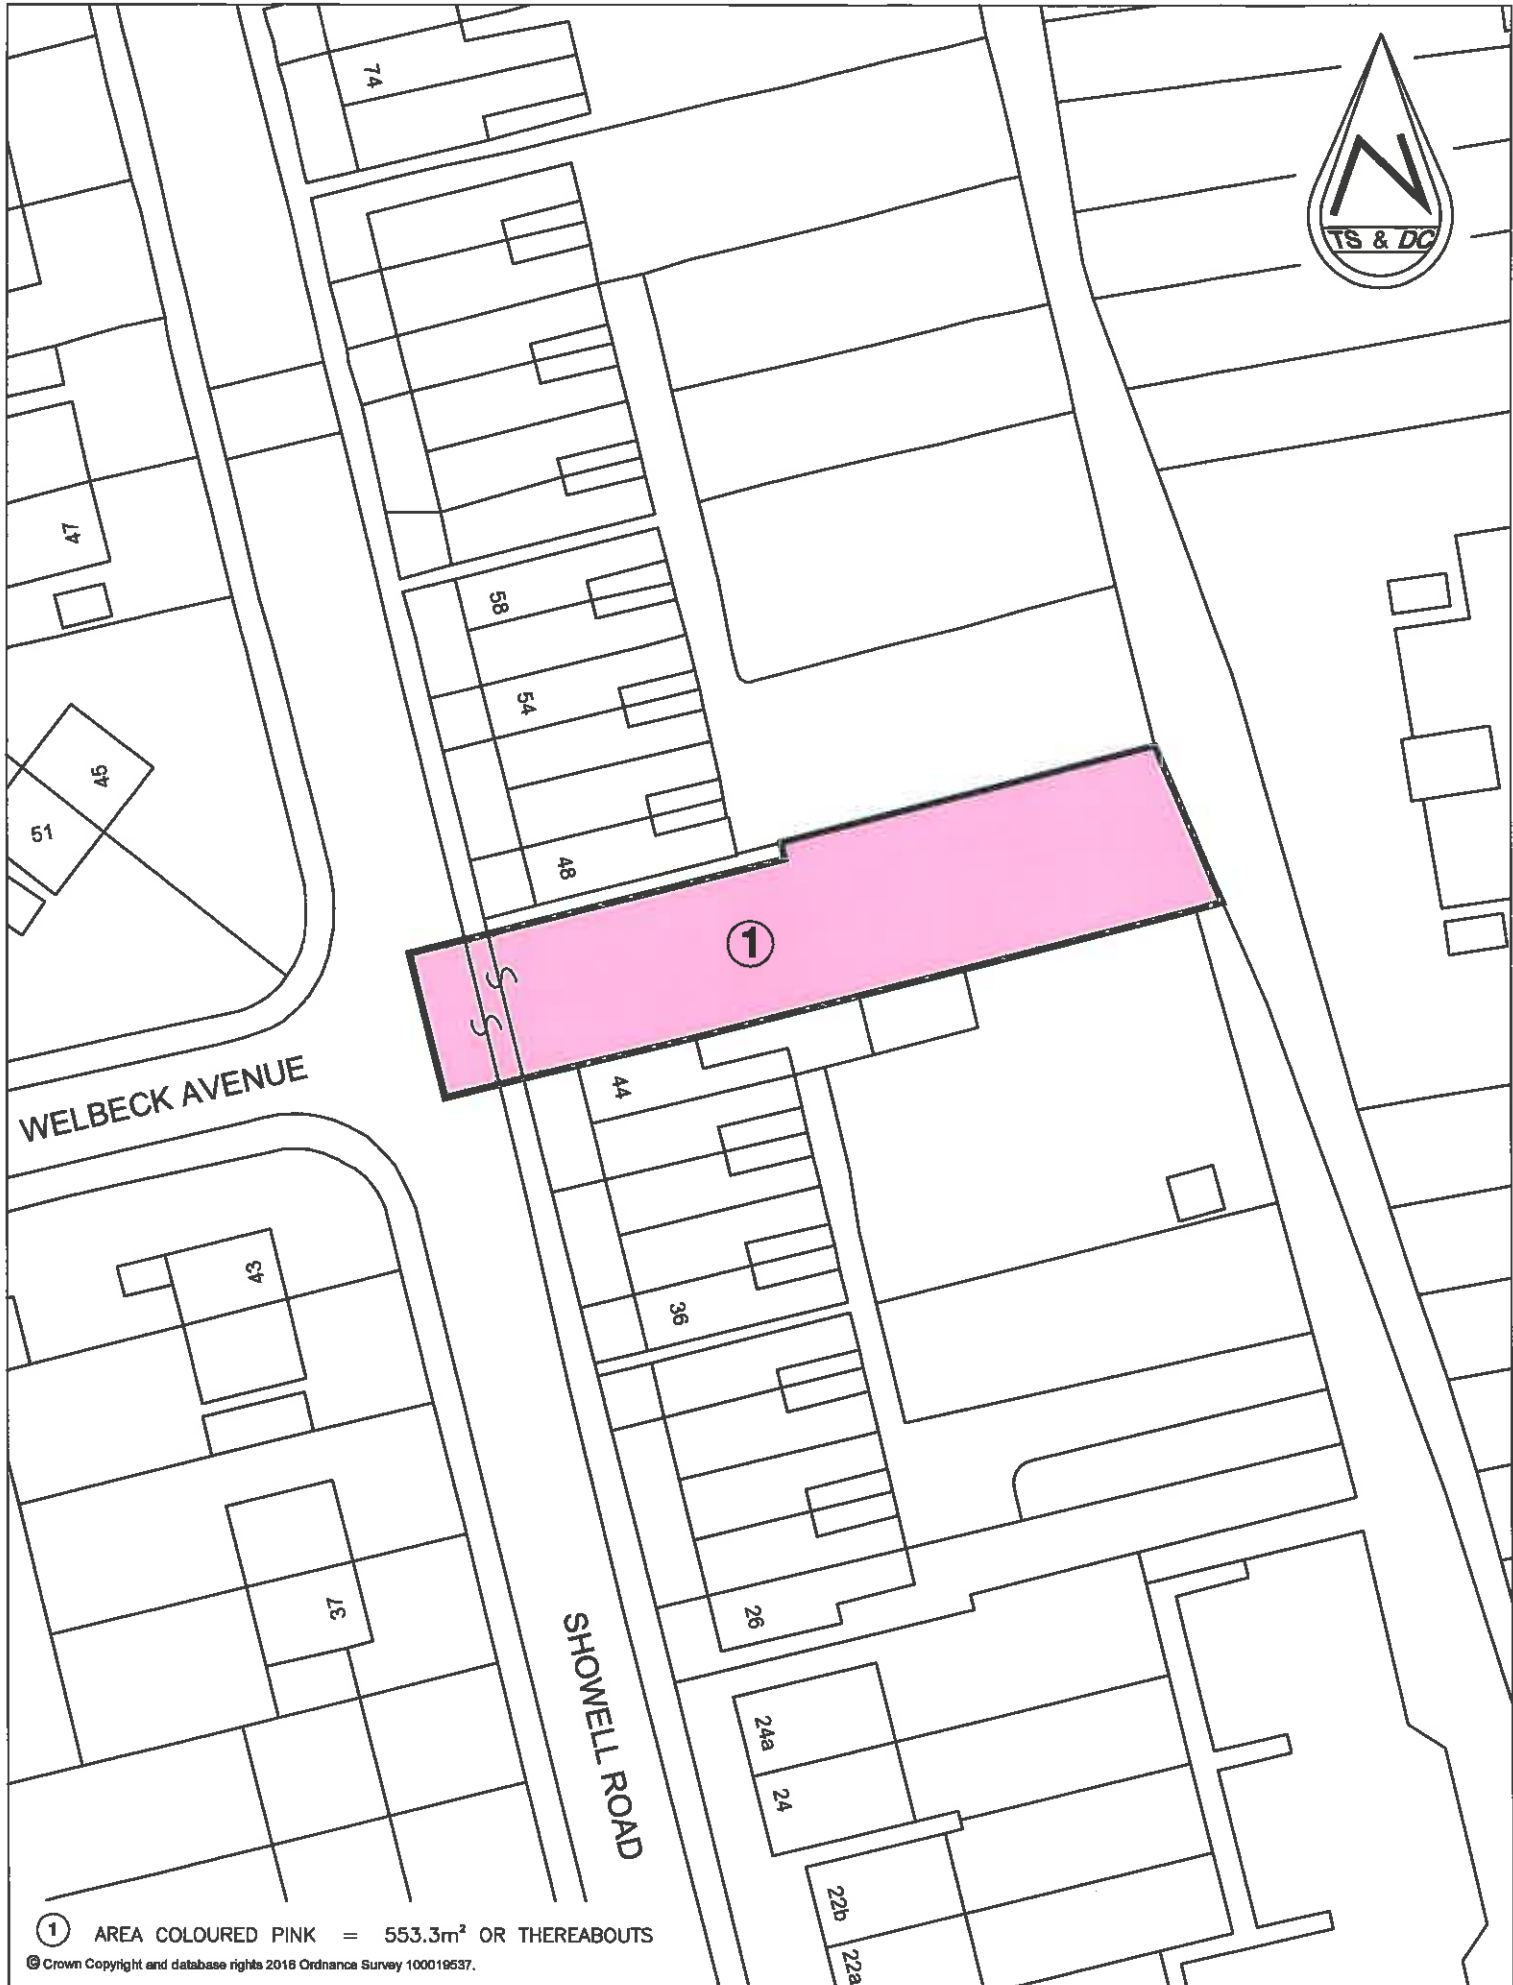 74
N
TS & DC
47
58
54
45
51
48
1
S
S
WELBECK AVENUE
44
43
36
37
26
SHOWELL ROAD
24a
24
22b
22a
1 AREA COLOURED PINK = 553.3m² OR THEREABOUTS
© Crown Copyright and database rights 2016 Ordnance Survey 100019537.